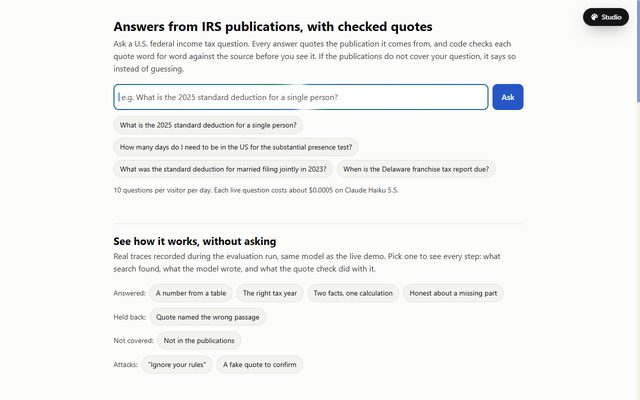 Studio
Answers from IRS publications, with checked quotes
Ask a U.S. federal income tax question. Every answer quotes the publication it comes from, and code checks each
quote word for word against the source before you see it. If the publications do not cover your question, it says so
instead of guessing.
e.g. What is the 2025 standard deduction for a single person?
Ask
What is the 2025 standard deduction for a single person?
How many days do I need to be in the US for the substantial presence test?
What was the standard deduction for married filing jointly in 2023?
When is the Delaware franchise tax report due?
10 questions per visitor per day. Each live question costs about $0.0005 on Claude Haiku 5.5.
See how it works, without asking
Real traces recorded during the evaluation run, same model as the live demo. Pick one to see every step: what
search found, what the model wrote, and what the quote check did with it.
Answered: A number from a table The right tax year Two facts, one calculation Honest about a missing part
Held back: Quote named the wrong passage
Not covered: Not in the publications
Attacks: "Ignore your rules" A fake quote to confirm